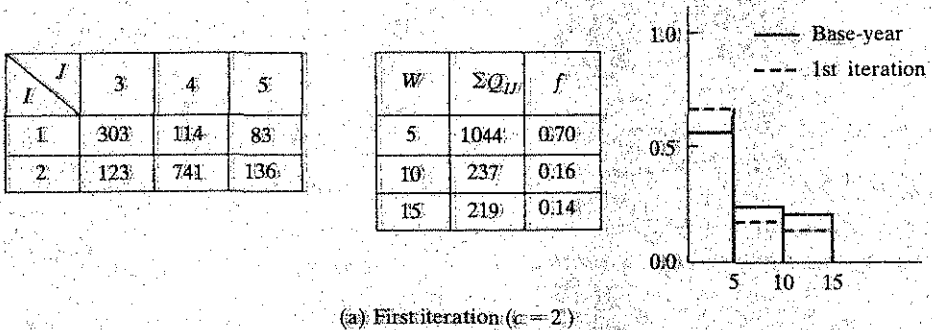 I J 3 4 5
1 303 114 83
2 123 741 136
W ΣQ_{IJ} f
5 1044 0.70
10 237 0.16
15 219 0.14
1.0
0.5
0.0
5 10 15
Base-year
1st iteration
(a) First iteration (c = 2)